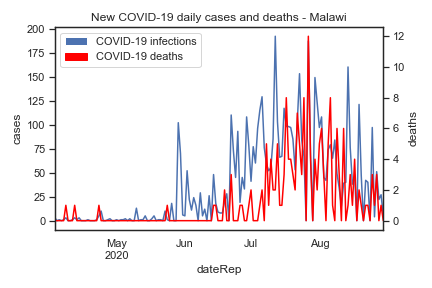 New COVID-19 daily cases and deaths - Malawi
COVID-19 infections
COVID-19 deaths
200
175
150
125
100
75
50
25
0
cases
12
10
8
6
4
2
0
deaths
May Jun Jul Aug
2020
dateRep